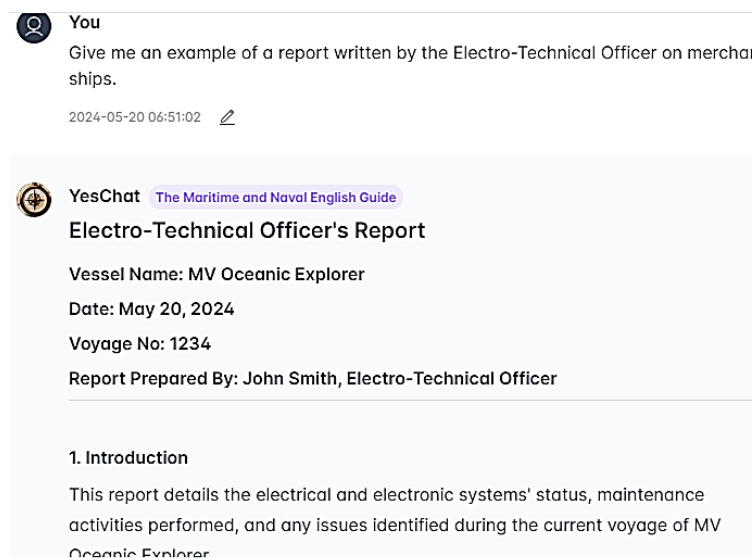 You
Give me an example of a report written by the Electro-Technical Officer on
ships.
2024-05-20 06:51:02
YesChat The Maritime and Naval English Guide
Electro-Technical Officer's Report
Vessel Name: MV Oceanic Explorer
Date: May 20, 2024
Voyage No: 1234
Report Prepared By: John Smith, Electro-Technical Officer
1. Introduction
This report details the electrical and electronic systems' status, maintenance
activities performed, and any issues identified during the current voyage of MV
Oceanic Explorer